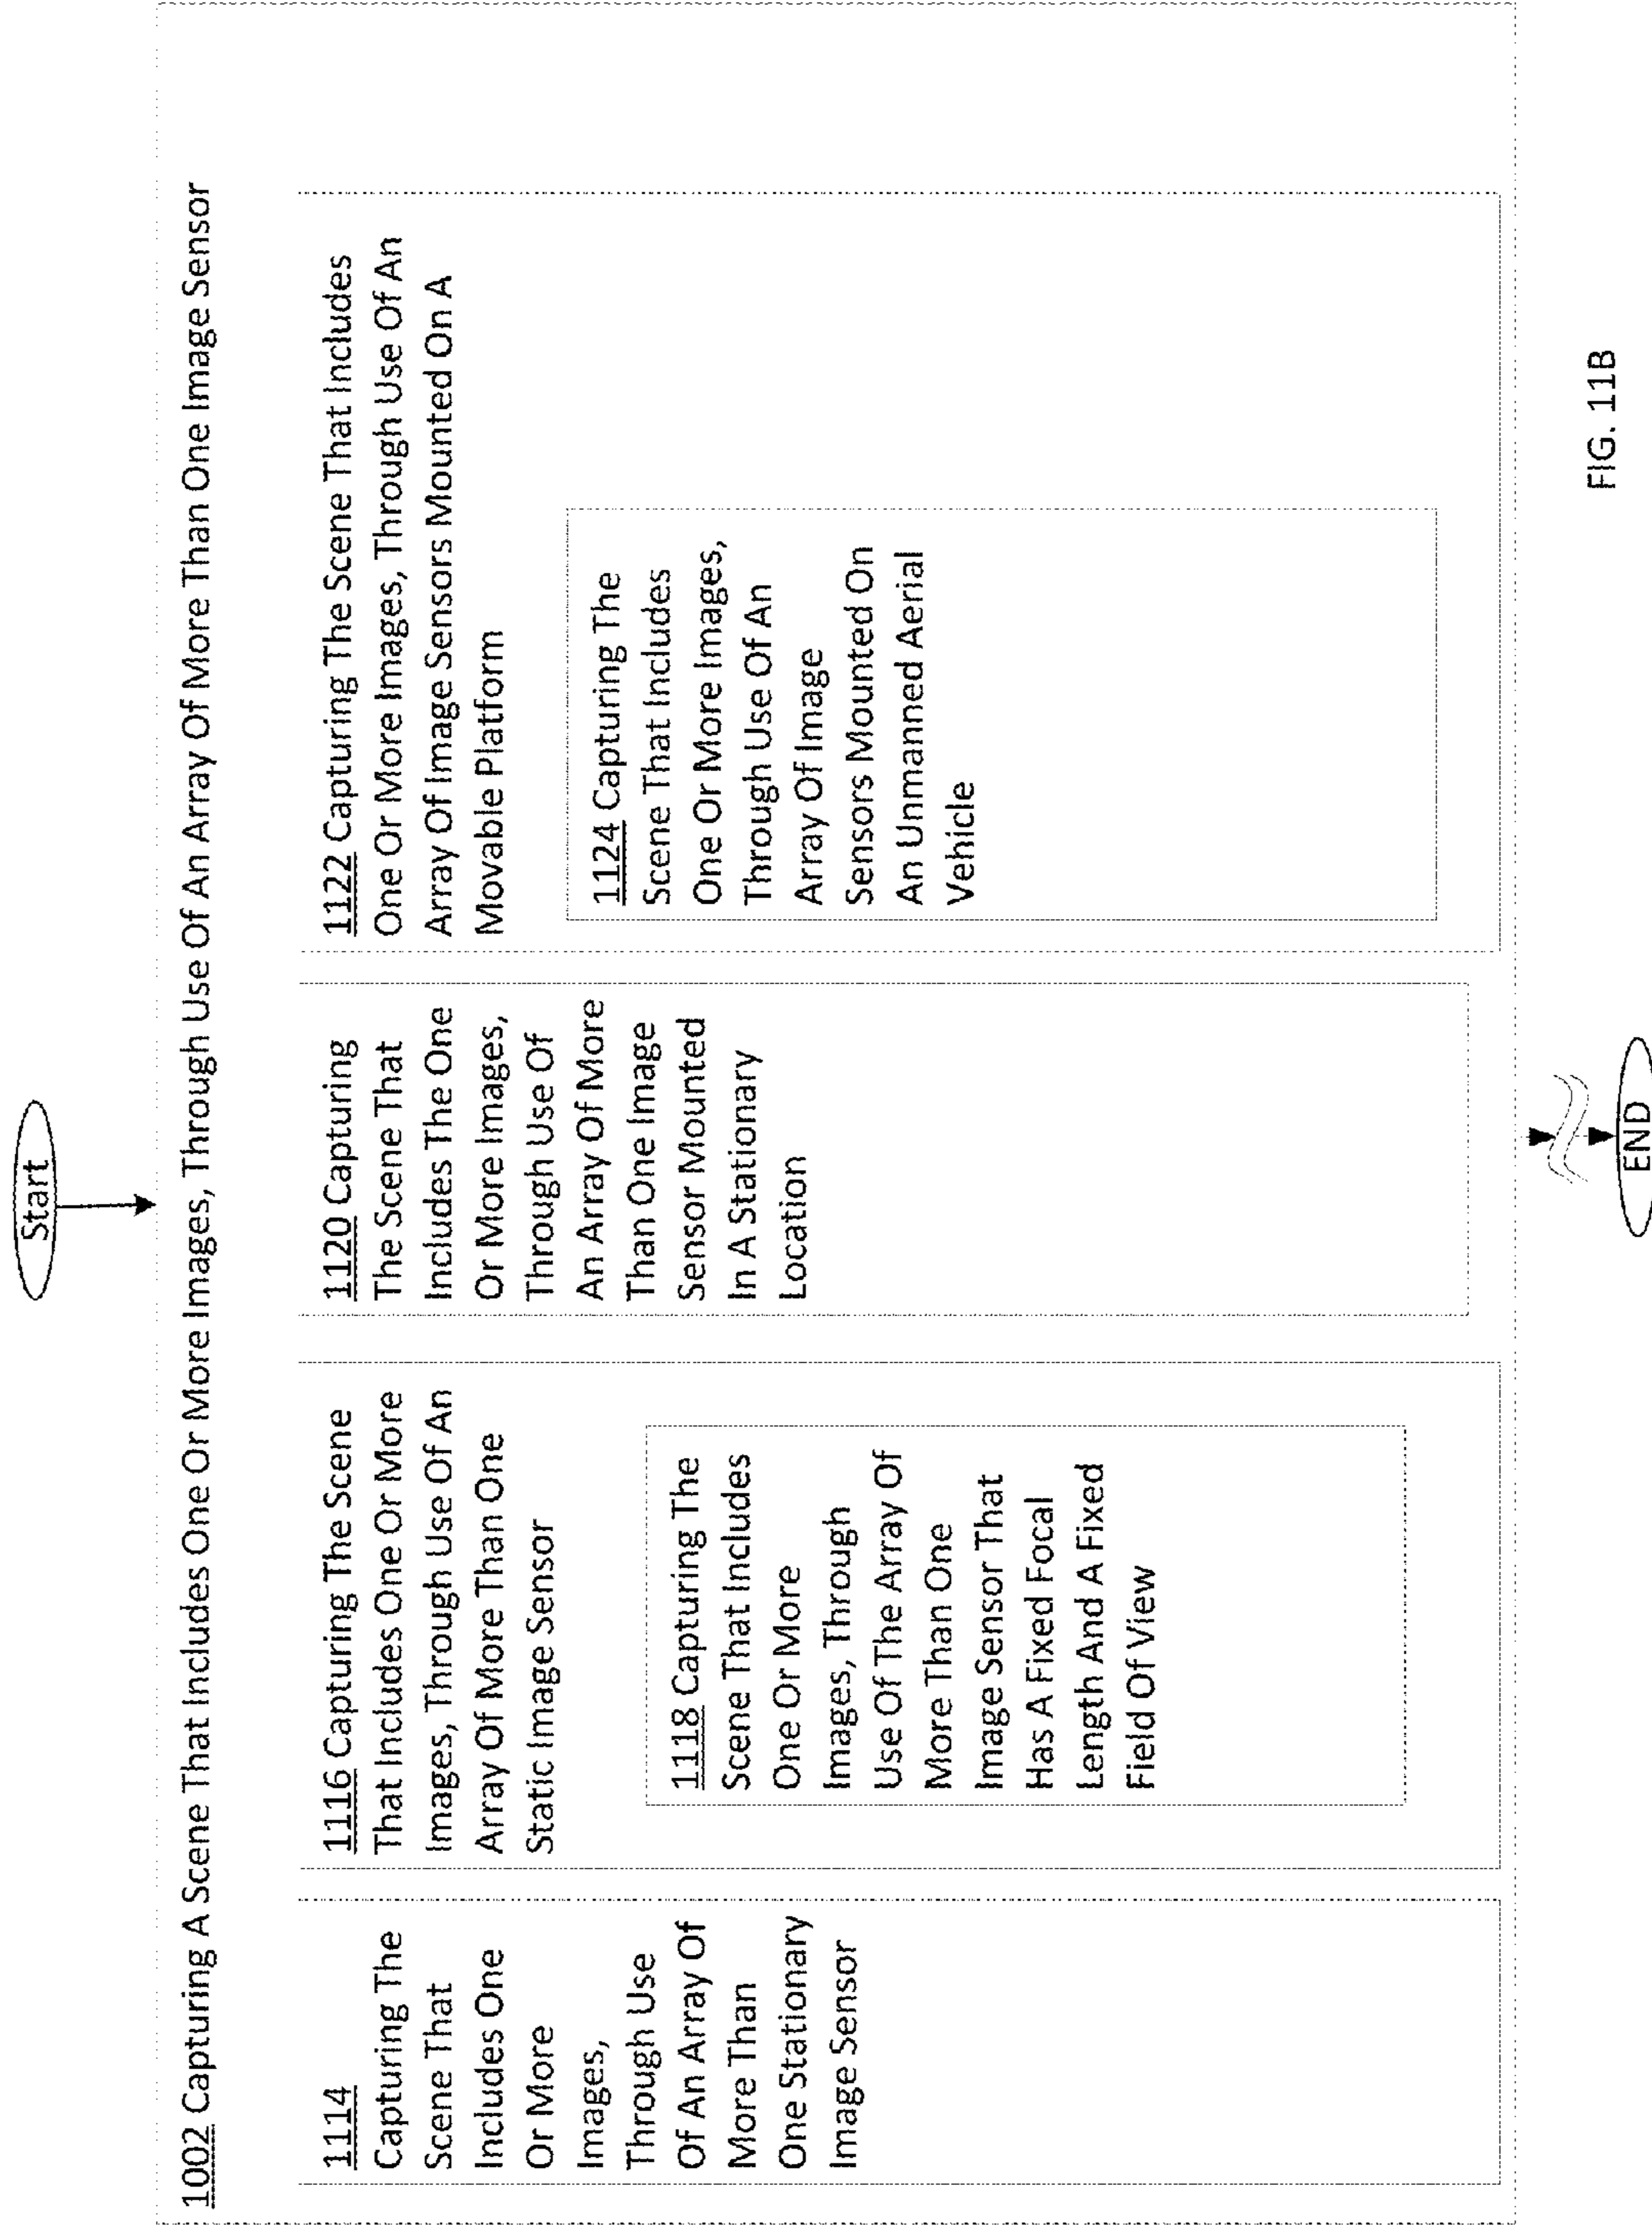 Start
1002 Capturing A Scene That Includes One Or More Images, Through Use Of An Array Of More Than One Image Sensor
1114
Capturing The
Scene That
Includes One
Or More
Images,
Through Use
Of An Array Of
More Than
One Stationary
Image Sensor
1116 Capturing The Scene
That Includes One Or More
Images, Through Use Of An
Array Of More Than One
Static Image Sensor
1118 Capturing The
Scene That Includes
One Or More
Images, Through
Use Of The Array Of
More Than One
Image Sensor That
Has A Fixed Focal
Length And A Fixed
Field Of View
1120 Capturing
The Scene That
Includes The One
Or More Images,
Through Use Of
An Array Of More
Than One Image
Sensor Mounted
In A Stationary
Location
1122 Capturing The Scene That Includes
One Or More Images, Through Use Of An
Array Of Image Sensors Mounted On A
Movable Platform
1124 Capturing The
Scene That Includes
One Or More Images,
Through Use Of An
Array Of Image
Sensors Mounted On
An Unmanned Aerial
Vehicle
END
FIG. 11B